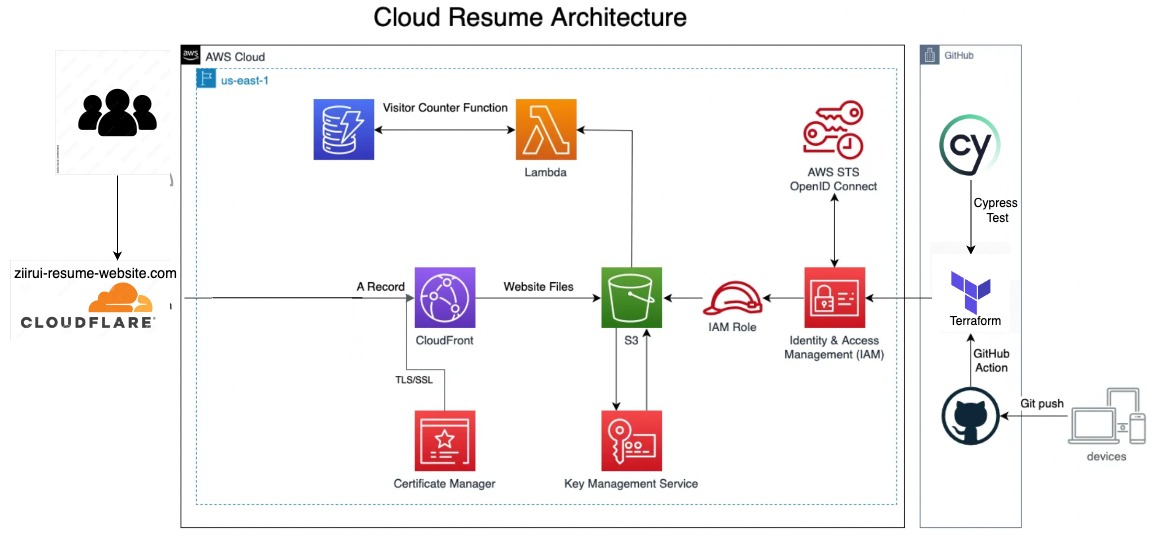 Cloud Resume Architecture
aws
AWS Cloud
GitHub
us-east-1
Visitor Counter Function
Lambda
AWS STS
OpenID Connect
cy
Cypress
Test
ziirui-resume-website.com
CLOUDFLARE
A Record
CloudFront
Website Files
S3
IAM Role
Identity & Access
Management (IAM)
Terraform
GitHub
Action
TLS/SSL
Git push
devices
Certificate Manager
Key Management Service